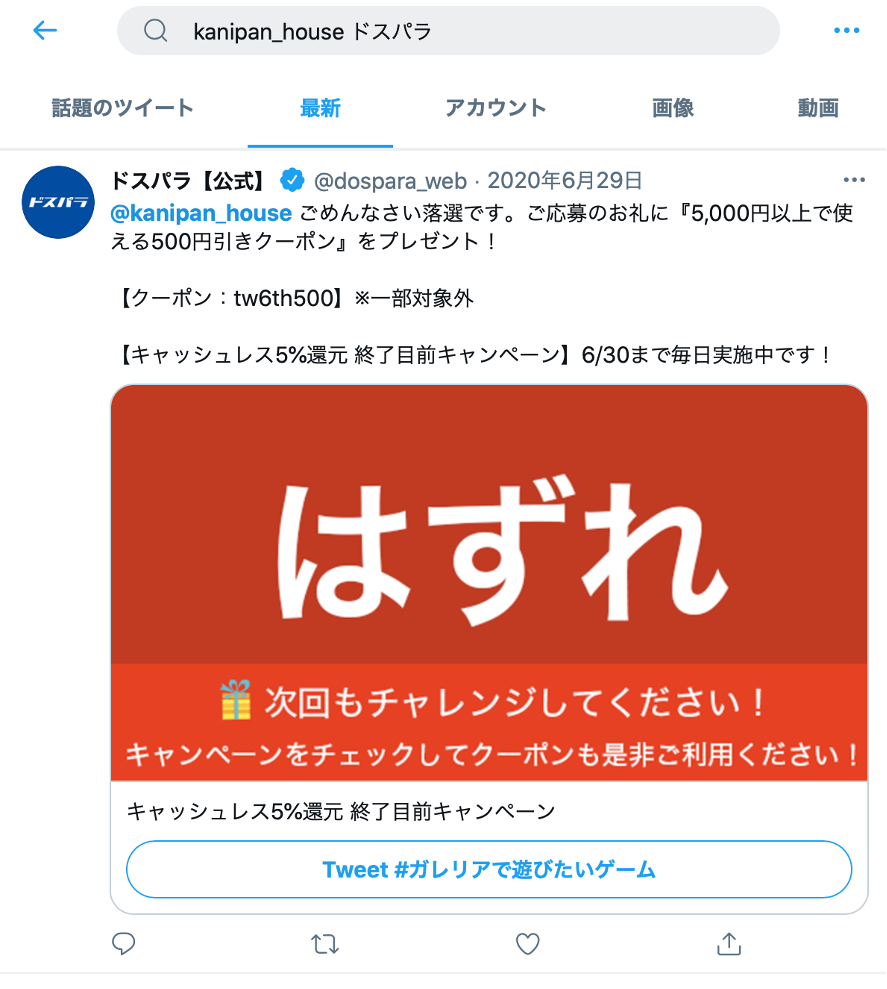 kanipan_house ドスパラ
話題のツイート 最新 アカウント 画像 動画
ドスパラ
ドスパラ【公式】 @dospara_web · 2020年6月29日
@kanipan_house ごめんなさい落選です。ご応募のお礼に『5,000円以上で使
える500円引きクーポン』をプレゼント！
【クーポン：tw6th500】※一部対象外
【キャッシュレス5%還元 終了目前キャンペーン】6/30まで毎日実施中です！
はずれ
次回もチャレンジしてください！
キャンペーンをチェックしてクーポンも是非ご利用ください！
キャッシュレス5%還元 終了目前キャンペーン
Tweet #ガレリアで遊びたいゲーム